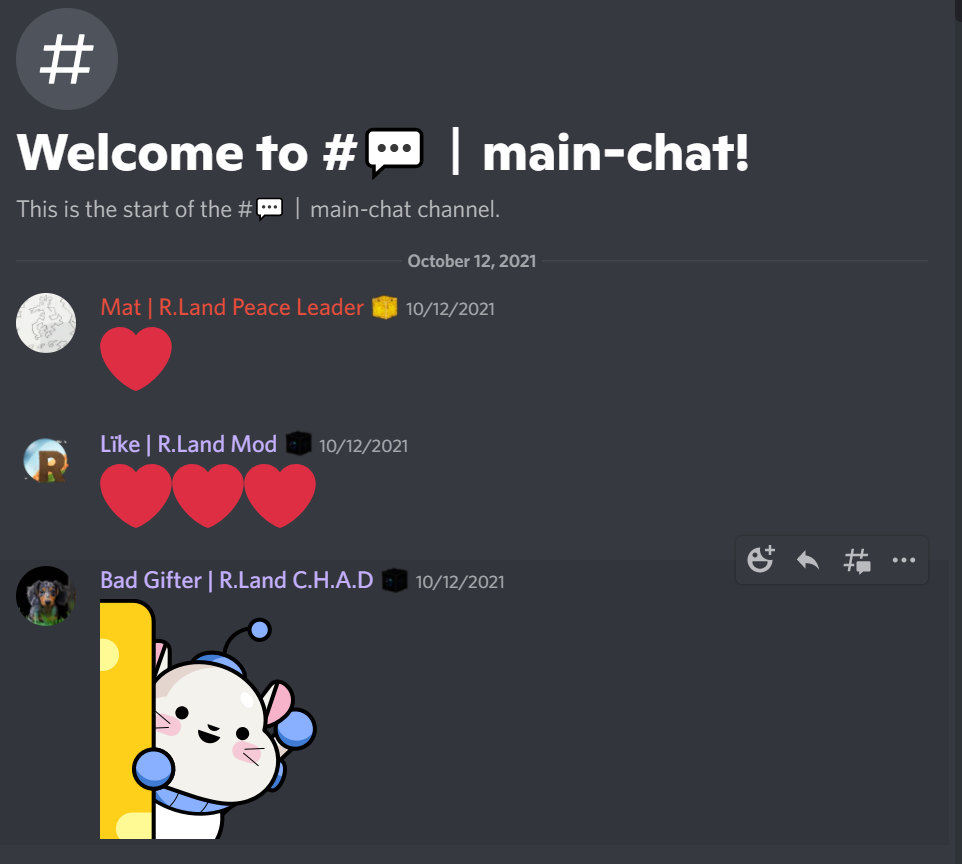 #
Welcome to #💬 | main-chat!
This is the start of the #💬 | main-chat channel.
October 12, 2021
Mat | R.Land Peace Leader 10/12/2021
Lïke | R.Land Mod 10/12/2021
R
Bad Gifter | R.Land C.H.A.D 10/12/2021